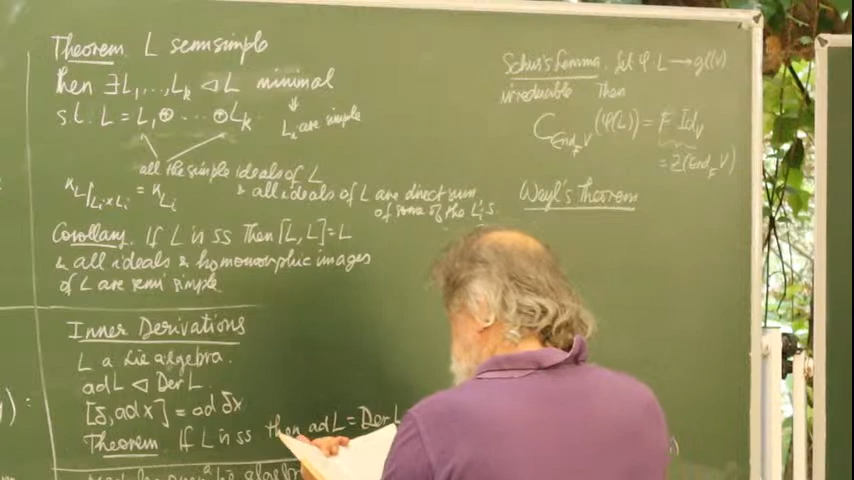 Theorem L semisimple
then ∃L₁,...,Lₖ ◁ L minimal
s.t. L = L₁⊕ ··· ⊕Lₖ
⇓
Lᵢ are simple
all the simple ideals of L
κ_L|_{Lᵢ×Lᵢ} = κ_{Lᵢ}
& all ideals of L are direct sum
of some of the Lᵢ's.
Corollary. If L is ss then [L,L]=L
& all ideals & homomorphic images
of L are semi simple
Inner Derivations
L a Lie algebra.
ad L ◁ Der L
[δ, ad x] = ad δx
Theorem If L is ss then ad L = Der L
Schur's Lemma. Let φ: L → gl(V)
irreducible Then
C_{End_F V}(φ(L)) = F Id_V
= Z(End_F V)
Weyl's Theorem